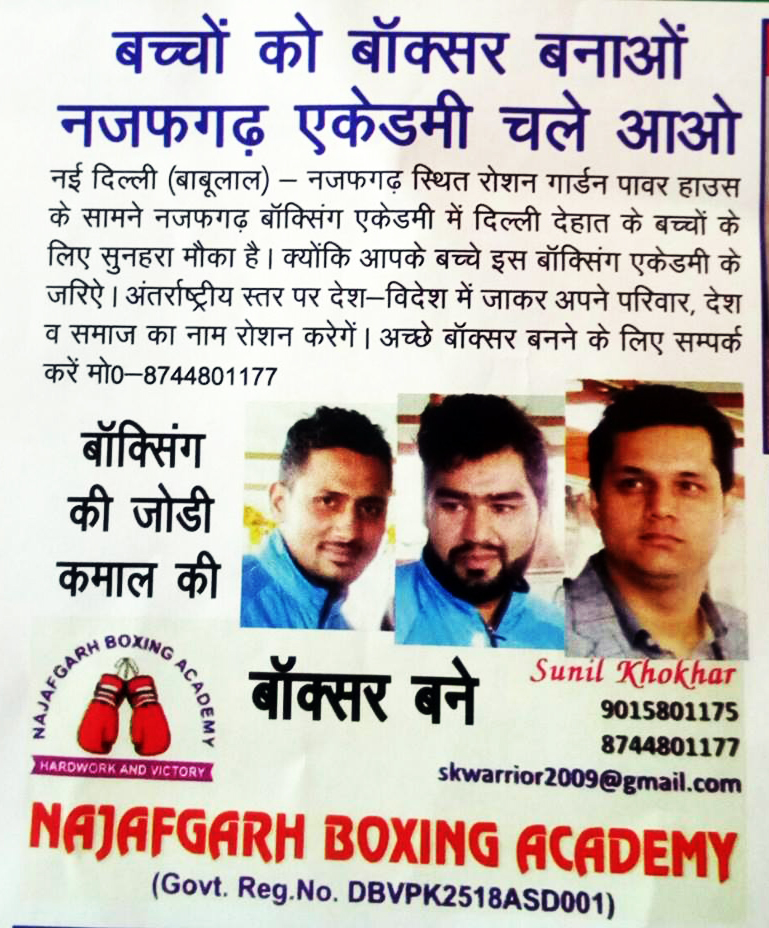 बच्चों को बॉक्सर बनाओं
नजफगढ़ एकेडमी चले आओ
नई दिल्ली (बाबूलाल) – नजफगढ़ स्थित रोशन गार्डन पावर हाउस
के सामने नजफगढ़ बॉक्सिंग एकेडमी में दिल्ली देहात के बच्चों के
लिए सुनहरा मौका है। क्योंकि आपके बच्चे इस बॉक्सिंग एकेडमी के
जरिऐ। अंतर्राष्ट्रीय स्तर पर देश–विदेश में जाकर अपने परिवार, देश
व समाज का नाम रोशन करेगें। अच्छे बॉक्सर बनने के लिए सम्पर्क
करें मो0–8744801177
बॉक्सिंग
की जोडी
कमाल की
NAJAFGARH BOXING ACADEMY
HARDWORK AND VICTORY
बॉक्सर बने
Sunil Khokhar
9015801175
8744801177
skwarrior2009@gmail.com
NAJAFGARH BOXING ACADEMY
(Govt. Reg.No. DBVPK2518ASD001)